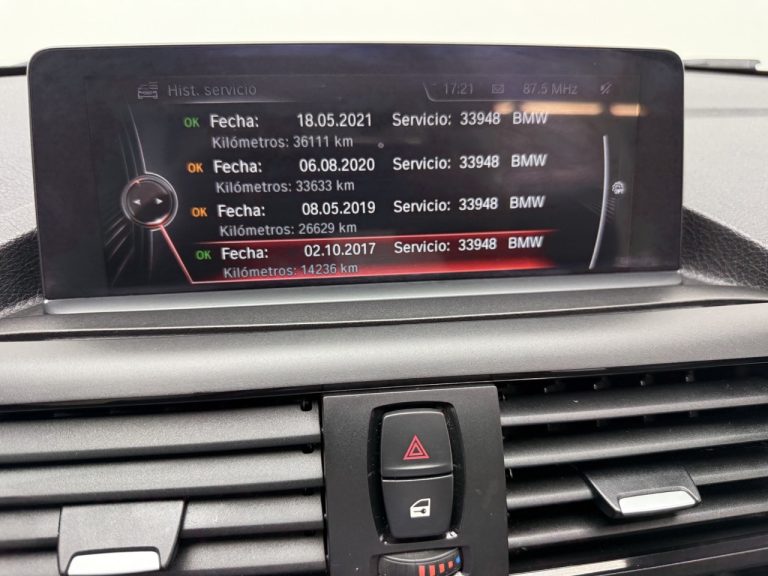 Hist. servicio 17:21 87.5 MHz
OK Fecha: 18.05.2021 Servicio: 33948 BMW
Kilómetros: 36111 km
OK Fecha: 06.08.2020 Servicio: 33948 BMW
Kilómetros: 33633 km
OK Fecha: 08.05.2019 Servicio: 33948 BMW
Kilómetros: 26629 km
OK Fecha: 02.10.2017 Servicio: 33948 BMW
Kilómetros: 14236 km